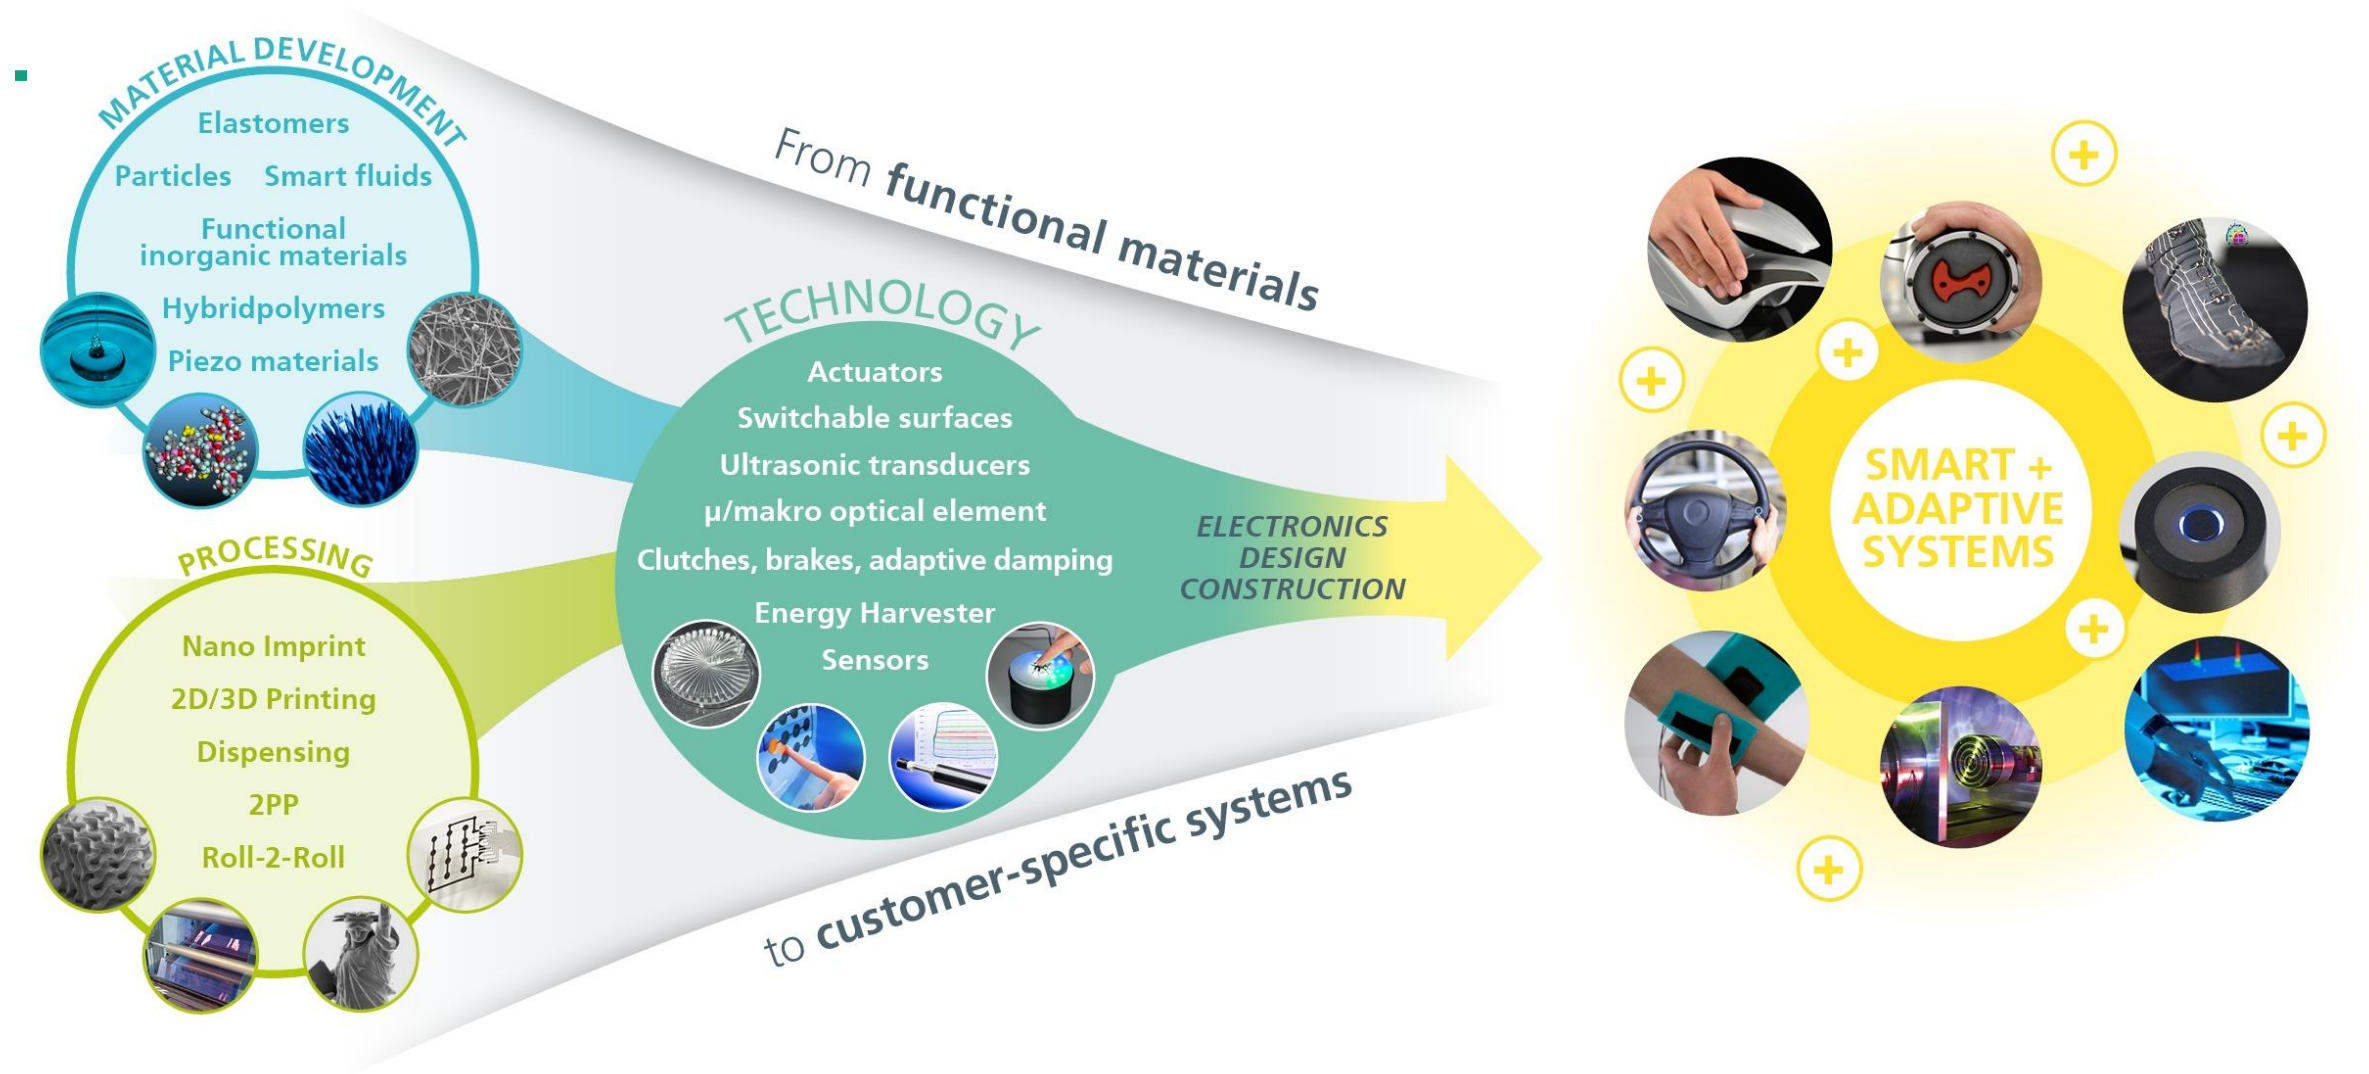 MATERIAL DEVELOPMENT
Elastomers
Particles Smart fluids
Functional
inorganic materials
Hybridpolymers
Piezo materials
PROCESSING
Nano Imprint
2D/3D Printing
Dispensing
2PP
Roll-2-Roll
From functional materials
TECHNOLOGY
Actuators
Switchable surfaces
Ultrasonic transducers
µ/makro optical element
Clutches, brakes, adaptive damping
Energy Harvester
Sensors
ELECTRONICS
DESIGN
CONSTRUCTION
to customer-specific systems
SMART +
ADAPTIVE
SYSTEMS